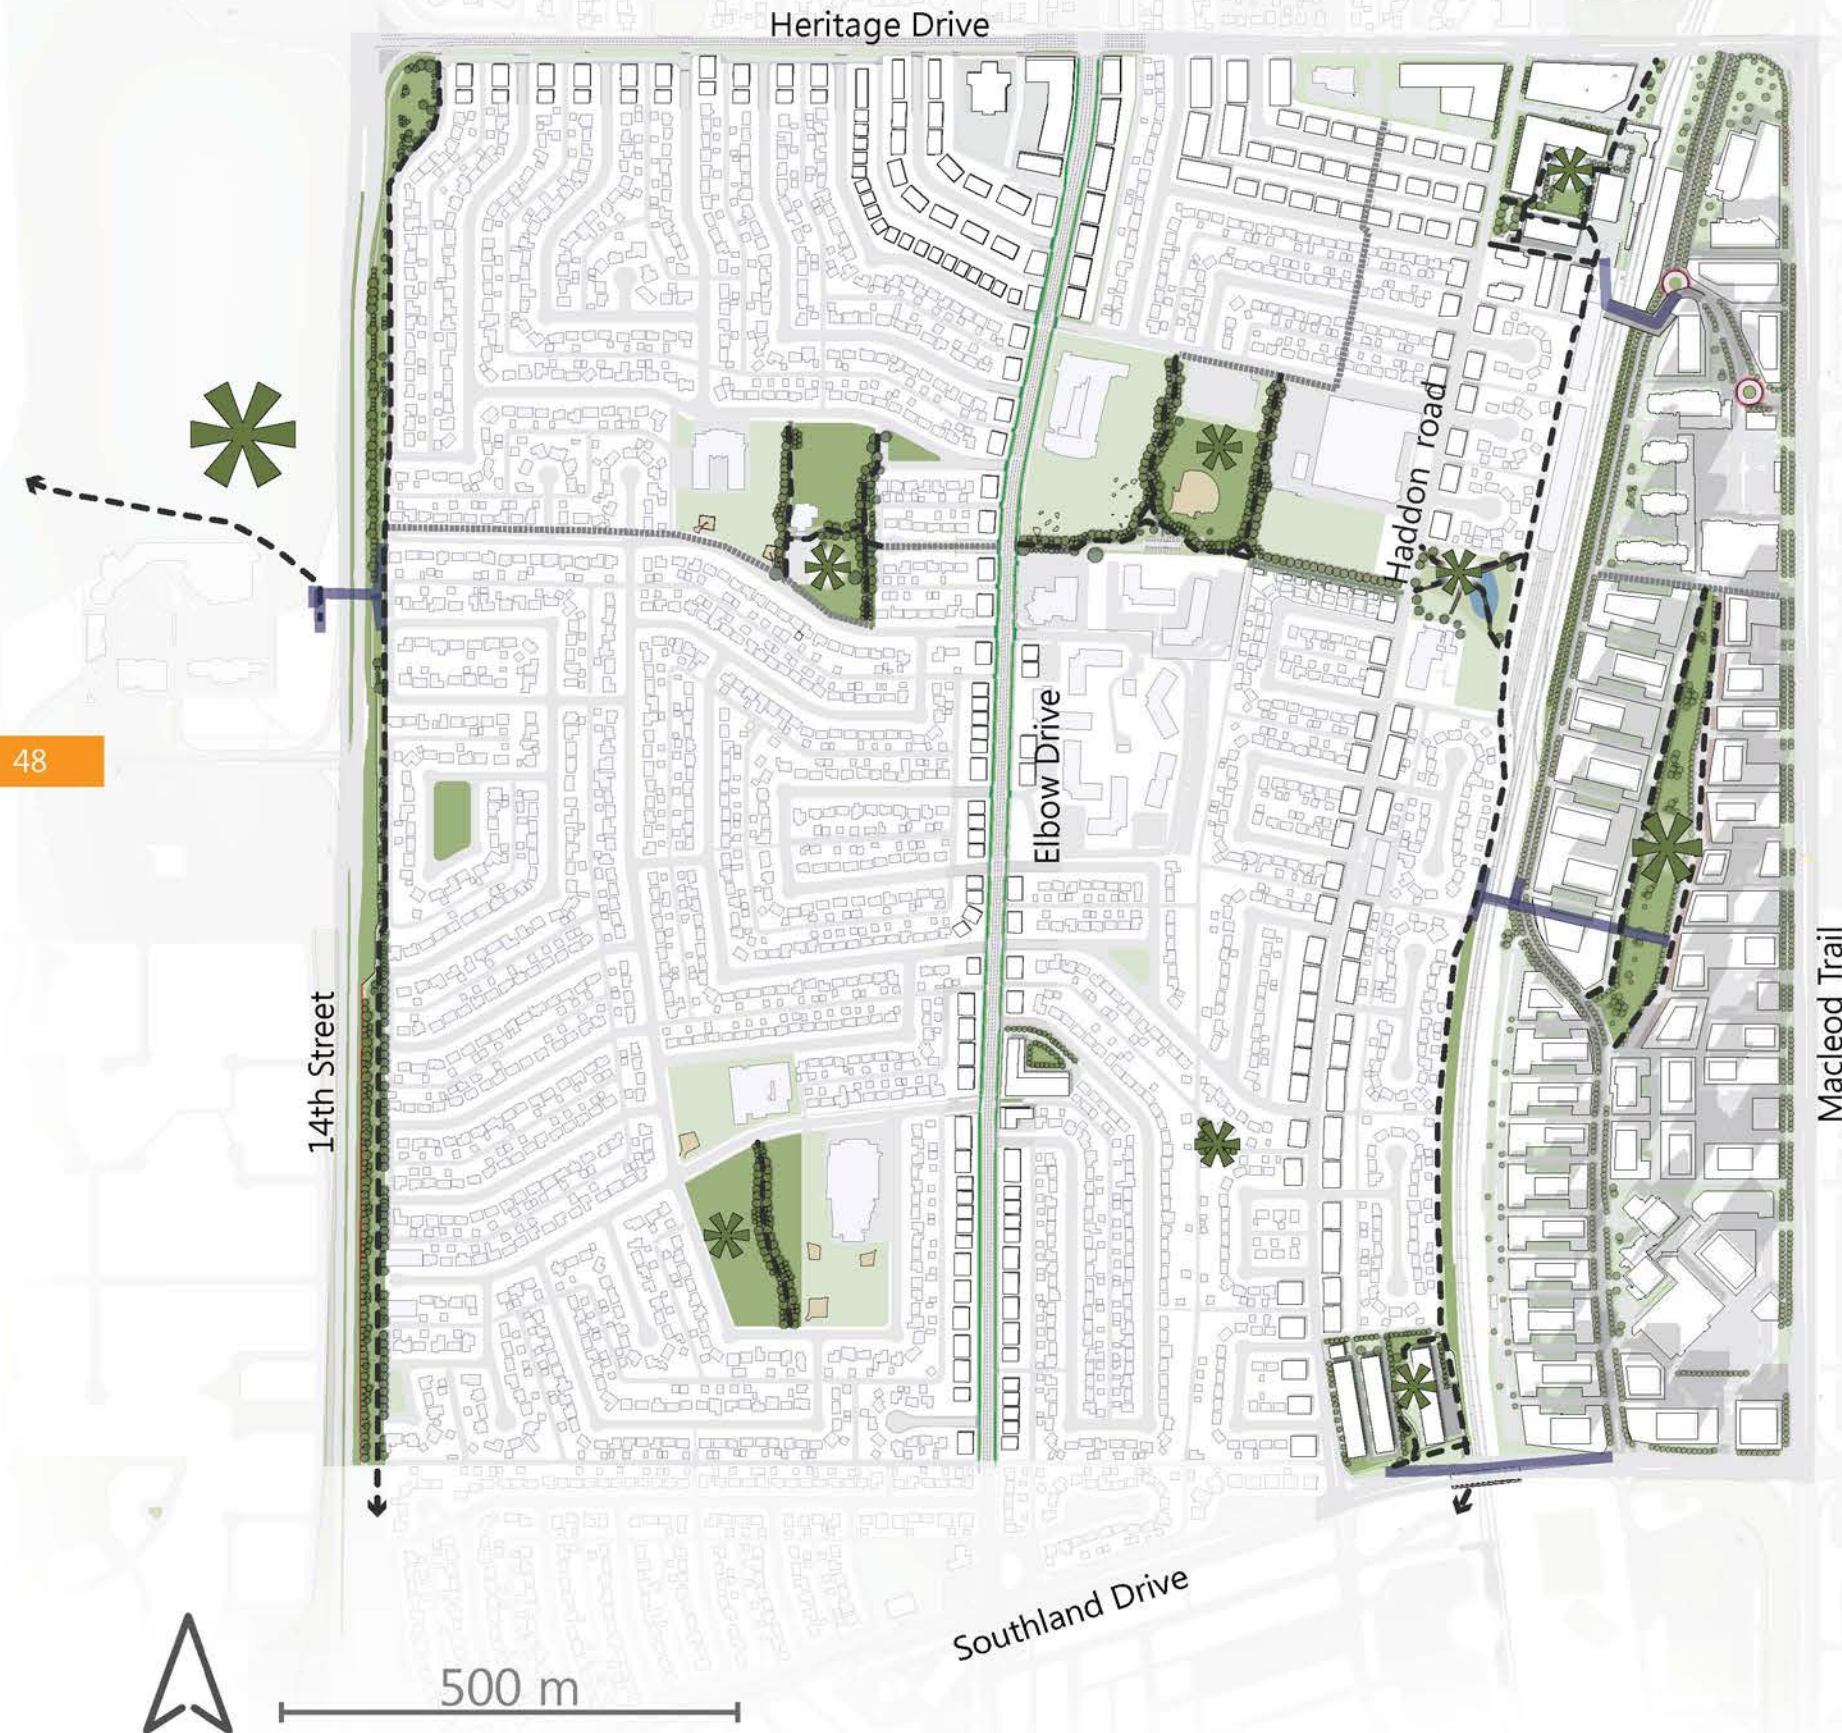 Heritage Drive
Haddon road
48
Elbow Drive
14th Street
Macleod Trail
Southland Drive
500 m